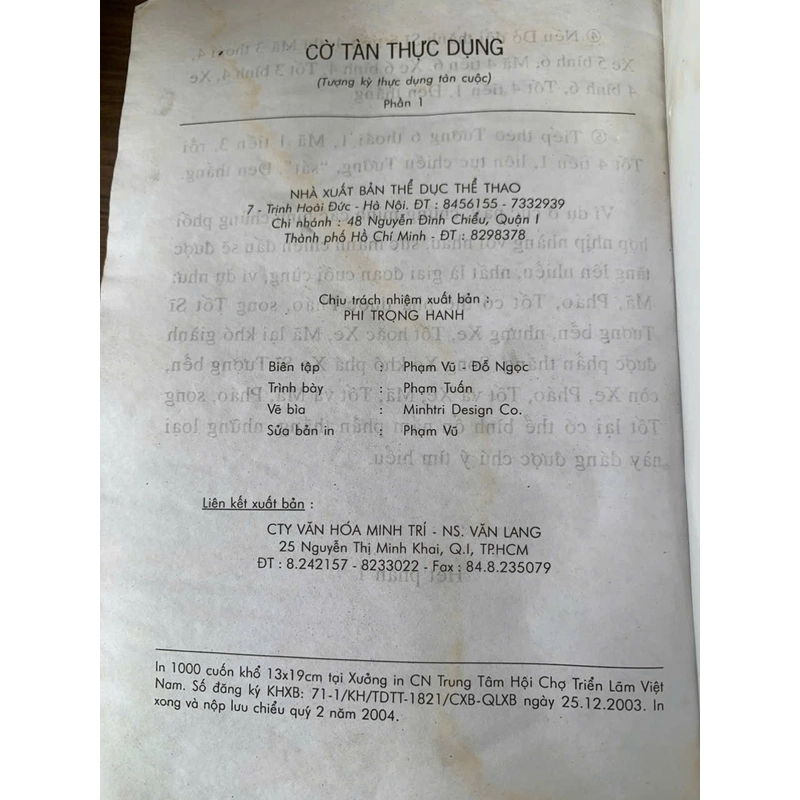 CỜ TÀN THỰC DỤNG
(Tượng kỳ thực dụng tàn cuộc)
Phần 1
NHÀ XUẤT BẢN THỂ DỤC THỂ THAO
7 - Trịnh Hoài Đức - Hà Nội. ĐT : 8456155 - 7332939
Chi nhánh : 48 Nguyễn Đình Chiểu, Quận I
Thành phố Hồ Chí Minh - ĐT : 8298378
Chịu trách nhiệm xuất bản :
PHI TRỌNG HANH
Biên tập : Phạm Vũ - Đỗ Ngọc
Trình bày : Phạm Tuấn
Vẽ bìa : Minhtri Design Co.
Sửa bản in : Phạm Vũ
Liên kết xuất bản :
CTY VĂN HÓA MINH TRÍ - NS. VĂN LANG
25 Nguyễn Thị Minh Khai, Q.I, TP.HCM
ĐT : 8.242157 - 8233022 - Fax : 84.8.235079
In 1000 cuốn khổ 13x19cm tại Xưởng in CN Trung Tâm Hội Chợ Triển Lãm Việt
Nam. Số đăng ký KHXB: 71-1/KH/TDTT-1821/CXB-QLXB ngày 25.12.2003. In
xong và nộp lưu chiểu quý 2 năm 2004.